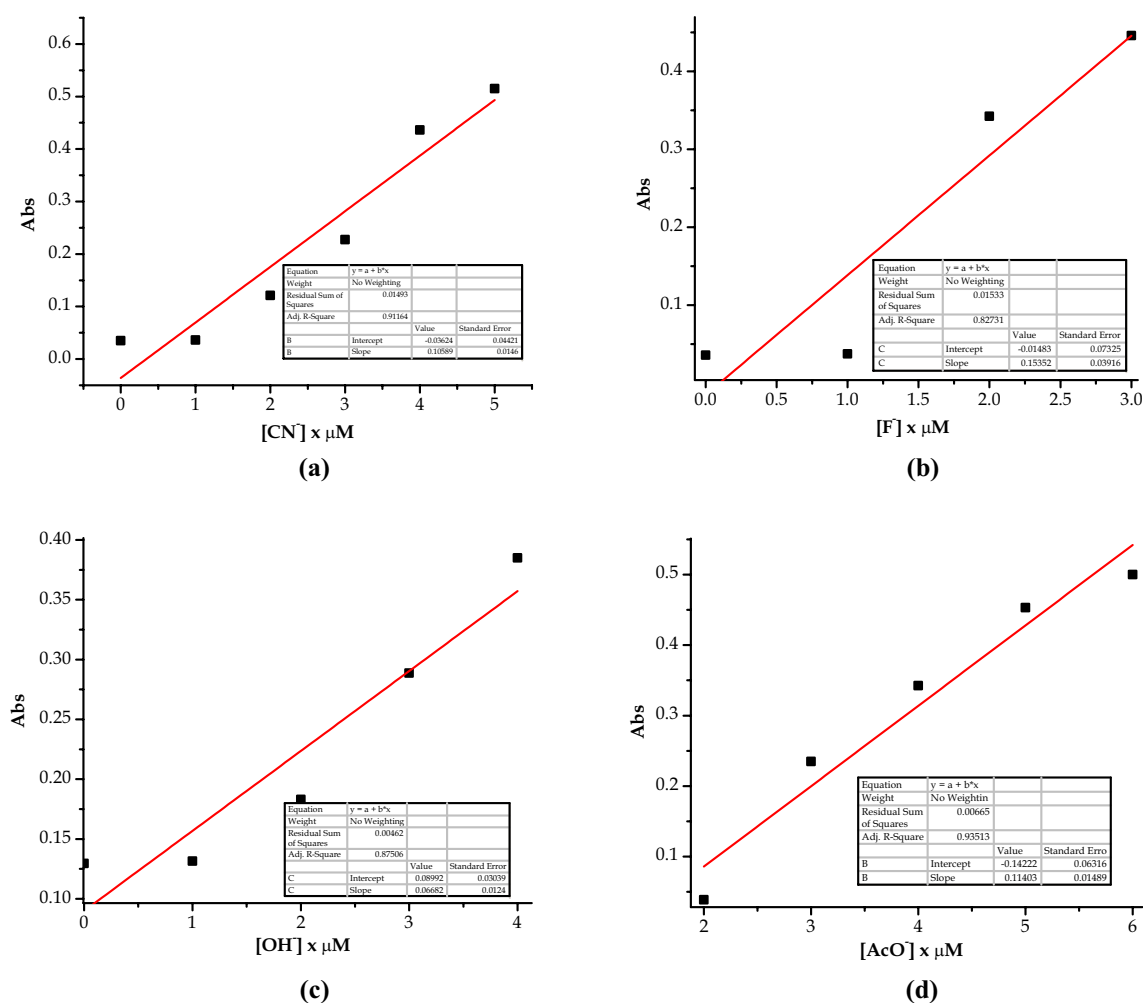 0.6
0.5
0.4
0.3
0.2
0.1
0.0
Abs
0 1 2 3 4 5
[CN⁻] x μM
Equation y = a + b*x
Weight No Weighting
Residual Sum of Squares 0.01493
Adj. R-Square 0.91164
Value Standard Error
B Intercept -0.03624 0.04421
B Slope 0.10589 0.0146
(a)
0.4
0.3
0.2
0.1
Abs
0.0 0.5 1.0 1.5 2.0 2.5 3.0
[F⁻] x μM
Equation y = a + b*x
Weight No Weighting
Residual Sum of Squares 0.01533
Adj. R-Square 0.82731
Value Standard Error
C Intercept -0.01483 0.07325
C Slope 0.15352 0.03916
(b)
0.40
0.35
0.30
0.25
0.20
0.15
0.10
Abs
0 1 2 3 4
[OH⁻] x μM
Equation y = a + b*x
Weight No Weighting
Residual Sum of Squares 0.00462
Adj. R-Square 0.87506
Value Standard Error
C Intercept 0.08992 0.03039
C Slope 0.06682 0.0124
(c)
0.5
0.4
0.3
0.2
0.1
Abs
2 3 4 5 6
[AcO⁻] x μM
Equation y = a + b*x
Weight No Weightin
Residual Sum of Squares 0.00665
Adj. R-Square 0.93513
Value Standard Erro
B Intercept -0.14222 0.06316
B Slope 0.11403 0.01489
(d)